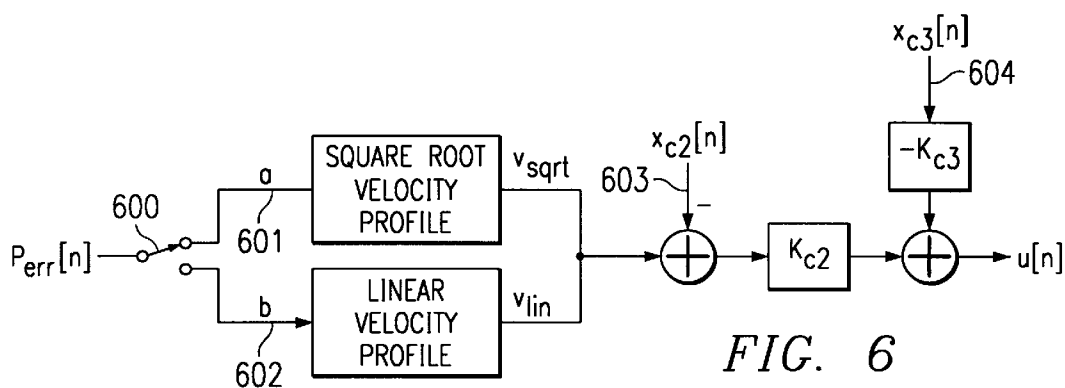 x_c3[n]
604
-K_c3
x_c2[n]
603
–
SQUARE ROOT
VELOCITY
PROFILE
v_sqrt
a
600
601
P_err[n]
K_c2
u[n]
b
LINEAR
VELOCITY
PROFILE
v_lin
602
FIG. 6